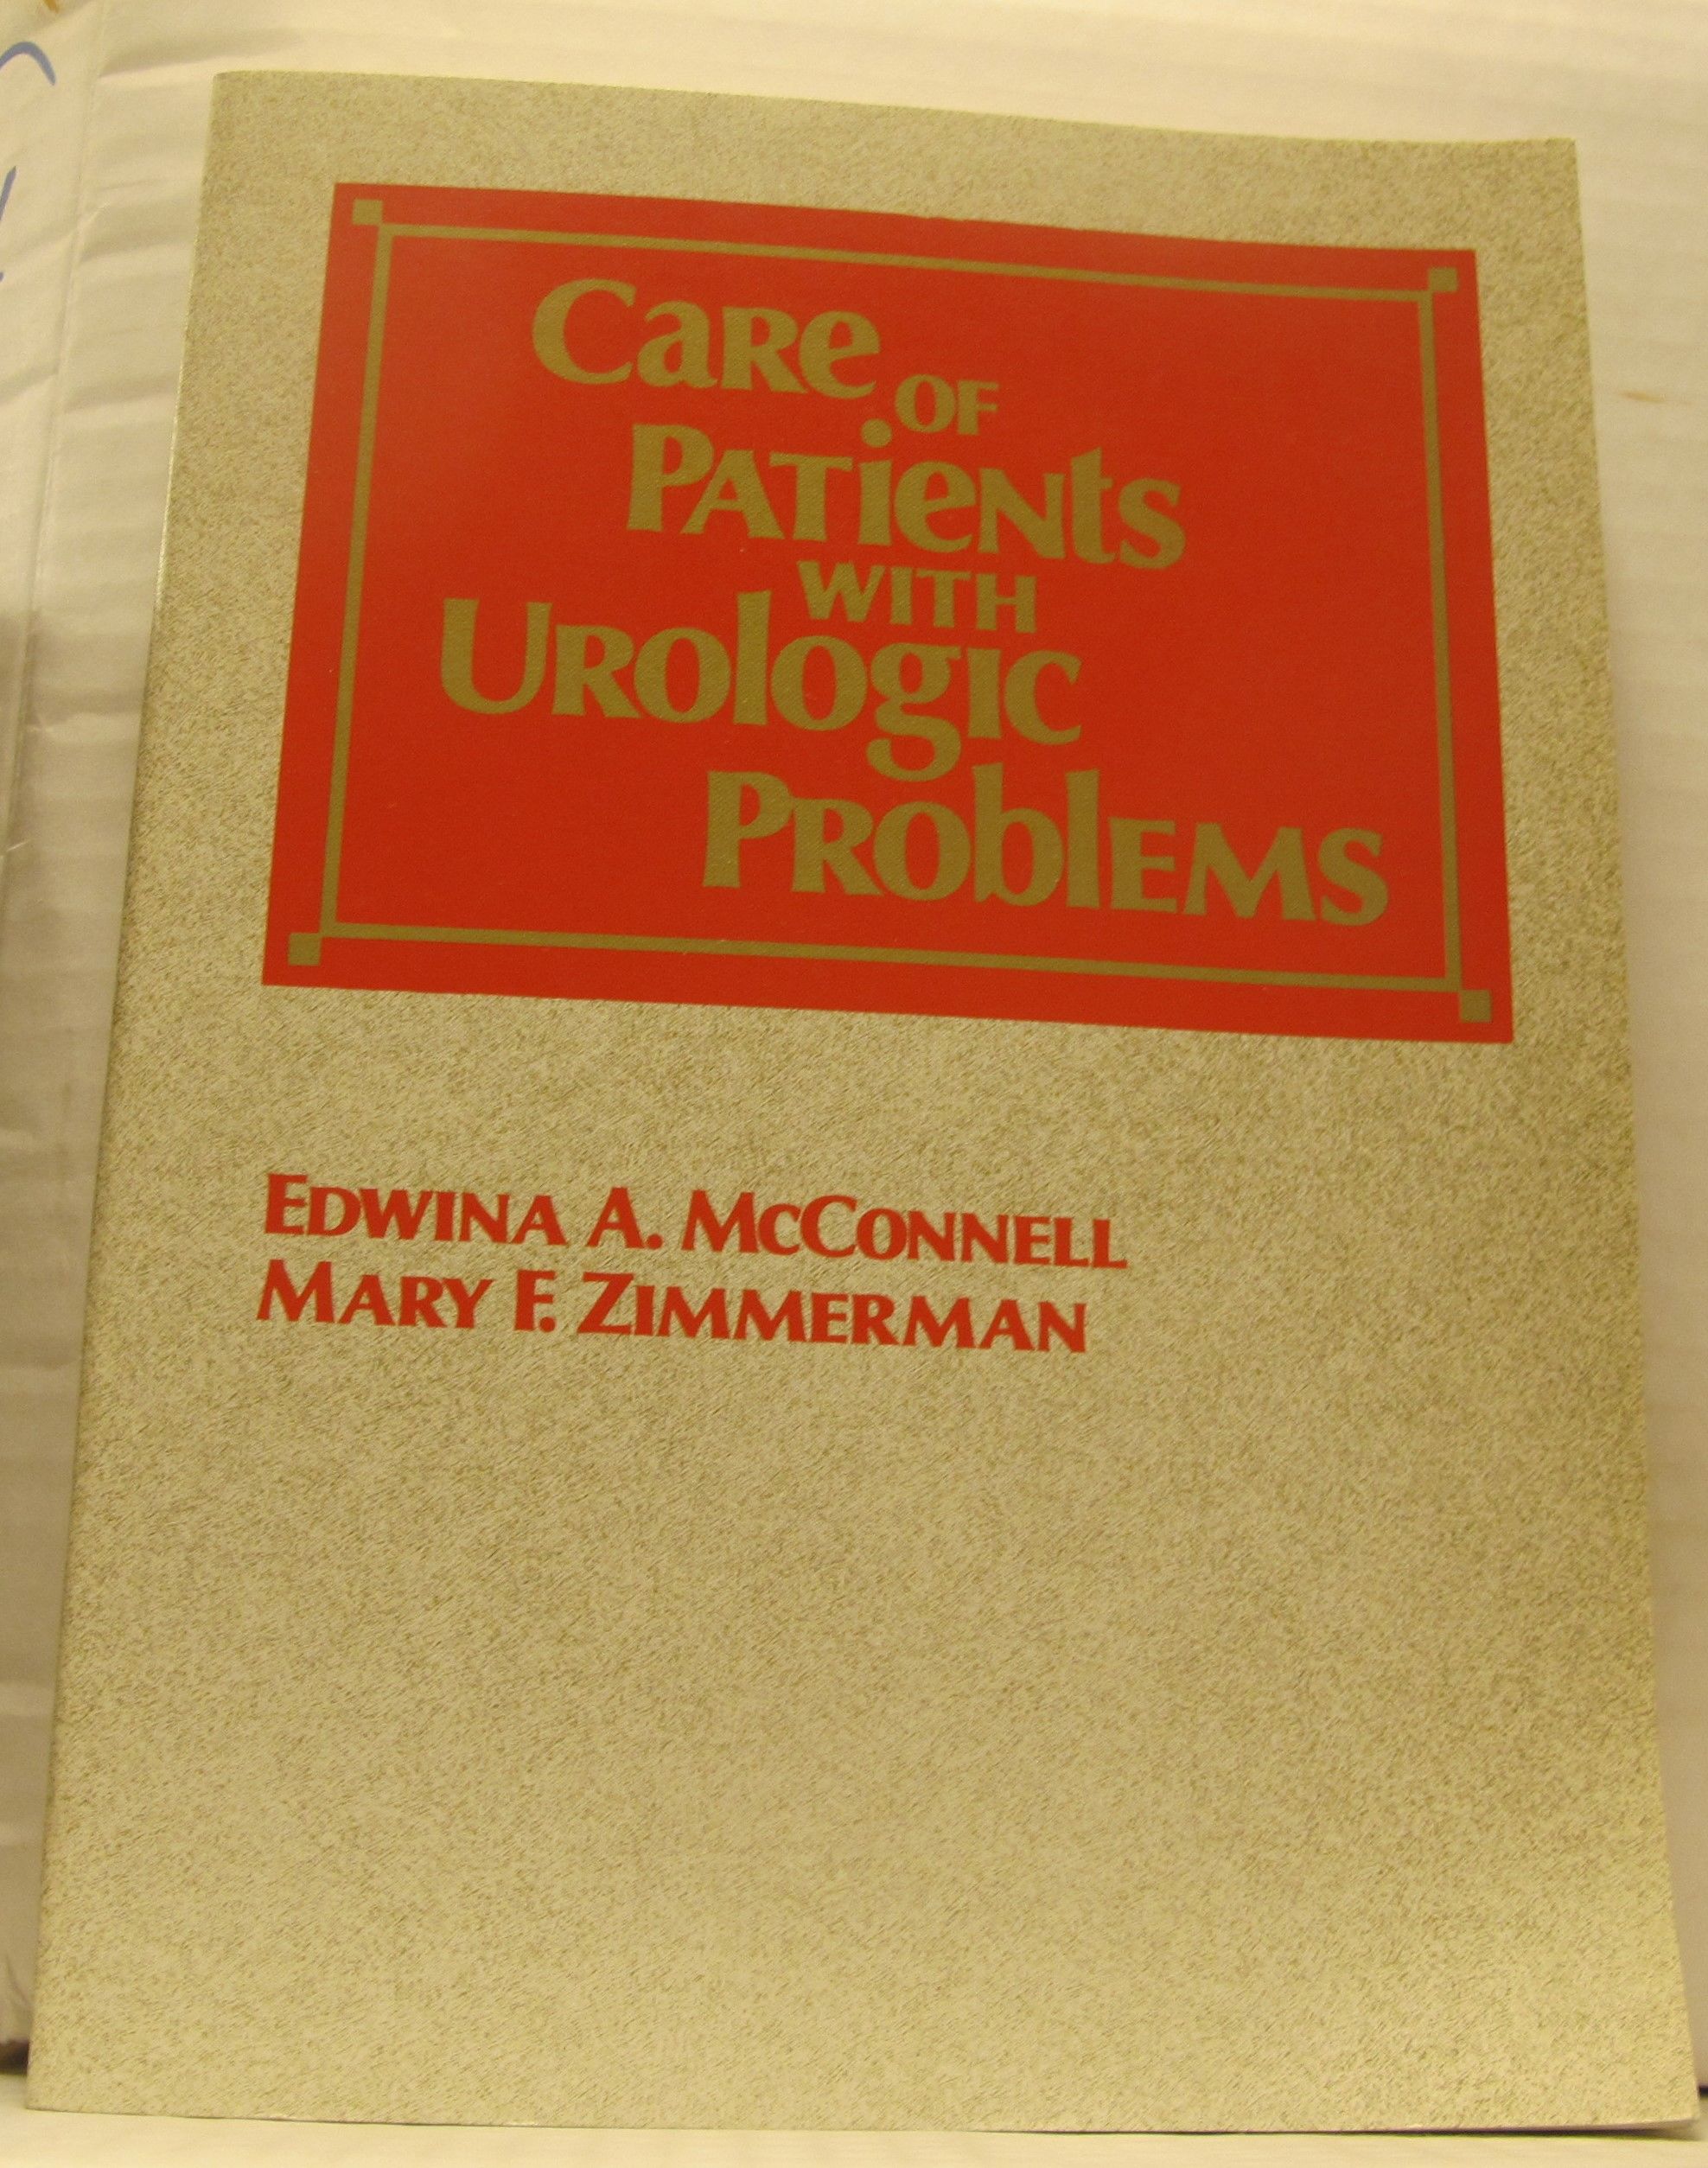 Care OF
PATieNts
WITH
UROlogIC
PROblEMS
EDWINA A. MCCONNELL
MARY F. ZIMMERMAN